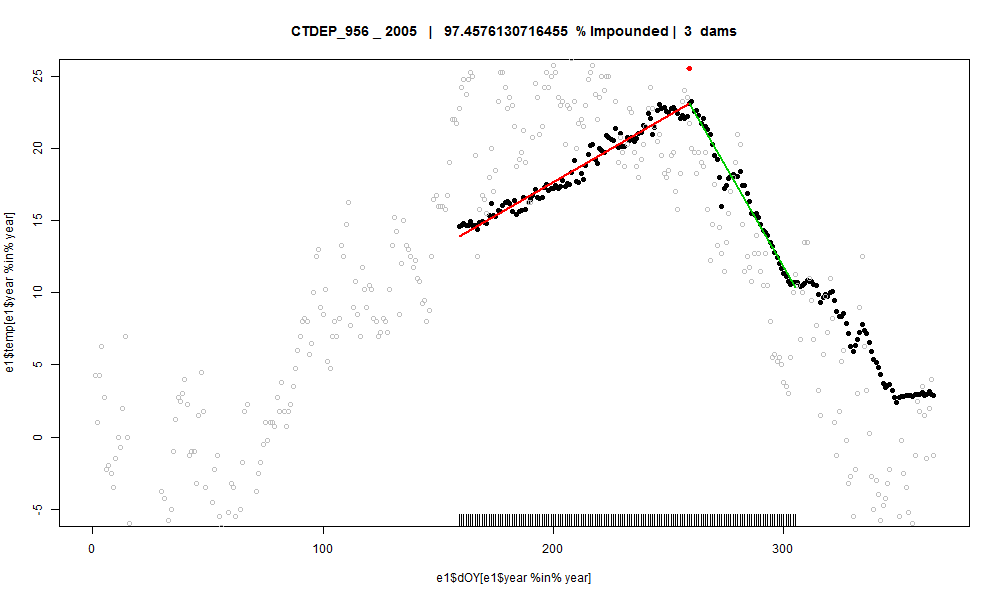 CTDEP_956 _ 2005 | 97.4576130716455 % Impounded | 3 dams
e1$temp[e1$year %in% year]
25
20
15
10
5
0
-5
0 100 200 300
e1$dOY[e1$year %in% year]